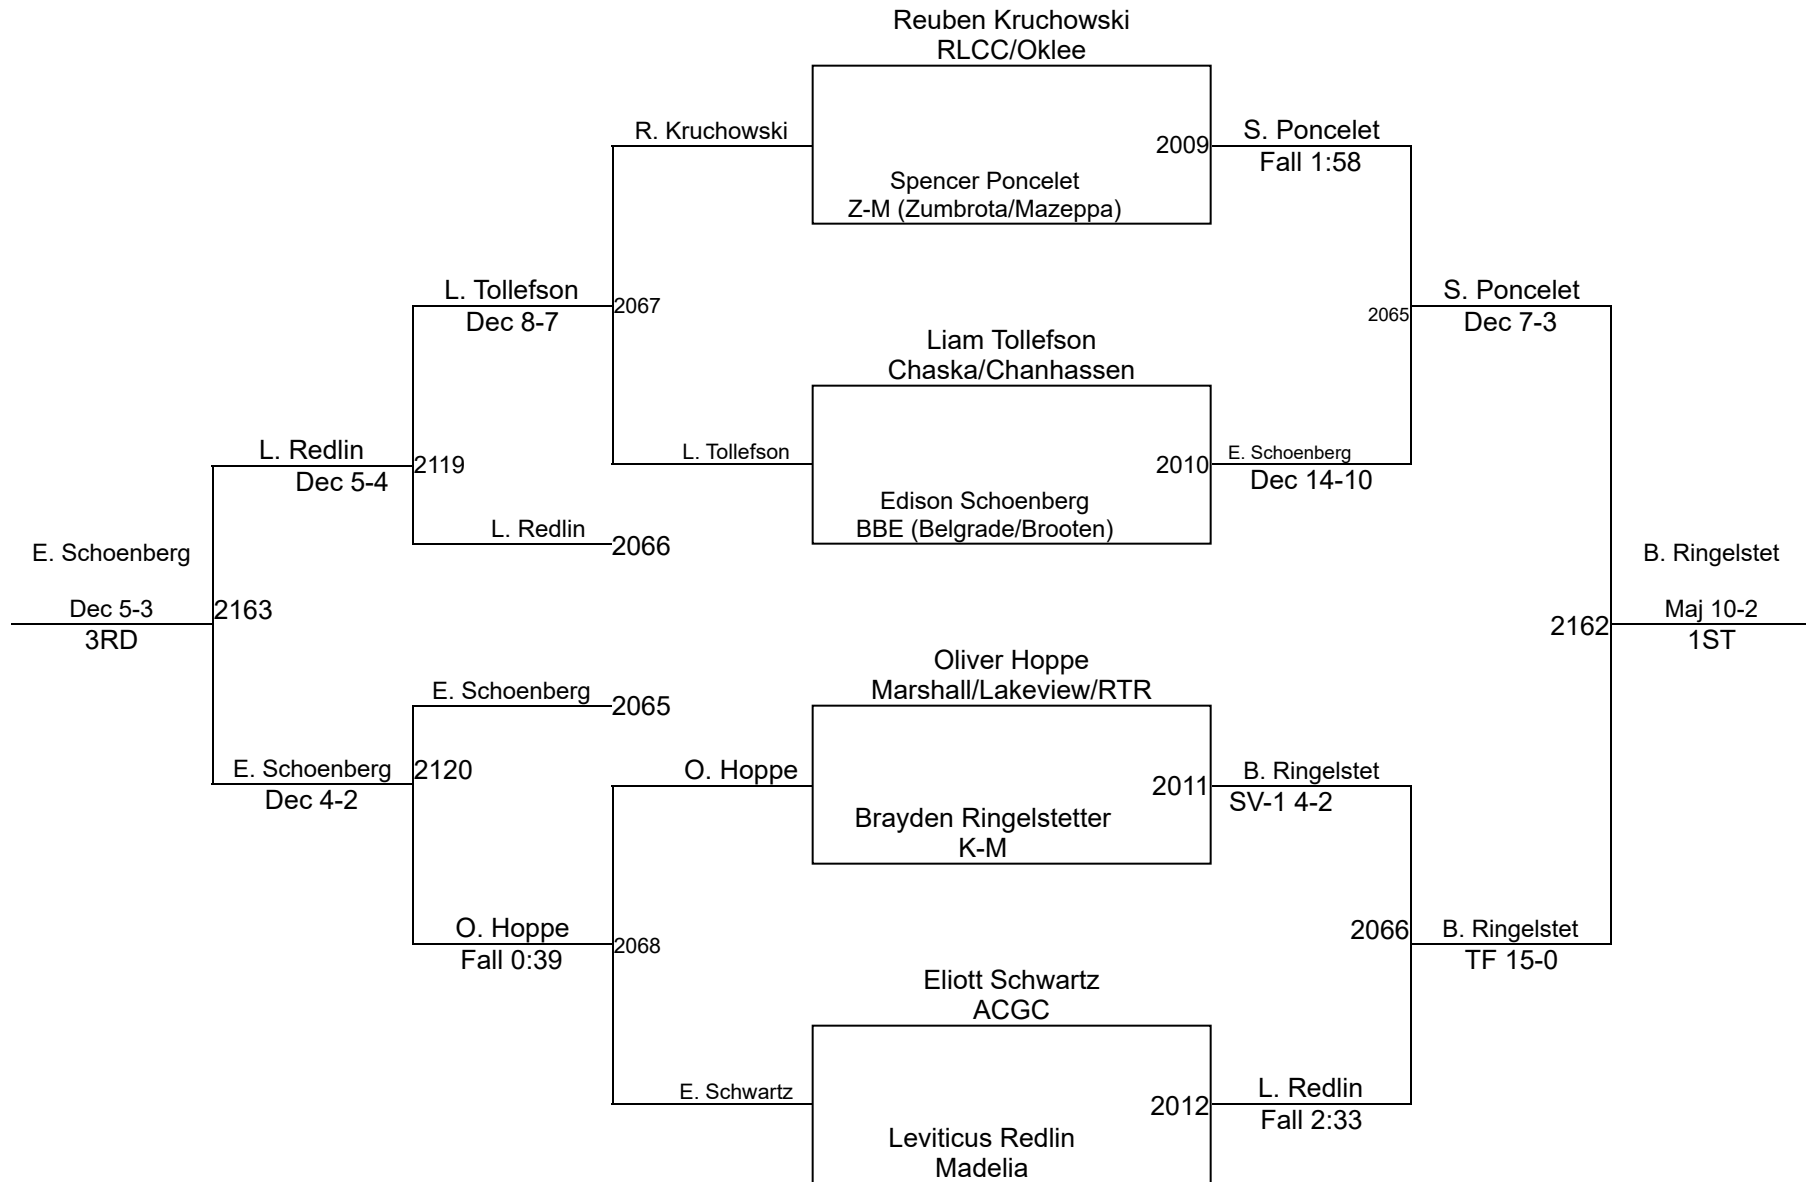 Reuben Kruchowski
RLCC/Oklee
R. Kruchowski
2009
S. Poncelet
Fall 1:58
Spencer Poncelet
Z-M (Zumbrota/Mazeppa)
L. Tollefson
Dec 8-7
2067
2065
S. Poncelet
Dec 7-3
Liam Tollefson
Chaska/Chanhassen
L. Redlin
Dec 5-4
2119
L. Tollefson
2010
E. Schoenberg
Dec 14-10
Edison Schoenberg
BBE (Belgrade/Brooten)
L. Redlin
2066
E. Schoenberg
Dec 5-3
3RD
2163
B. Ringelstet
Maj 10-2
1ST
2162
Oliver Hoppe
Marshall/Lakeview/RTR
E. Schoenberg
2065
E. Schoenberg
Dec 4-2
2120
O. Hoppe
2011
B. Ringelstet
SV-1 4-2
Brayden Ringelstetter
K-M
O. Hoppe
Fall 0:39
2068
2066
B. Ringelstet
TF 15-0
Eliott Schwartz
ACGC
E. Schwartz
2012
L. Redlin
Fall 2:33
Leviticus Redlin
Madelia